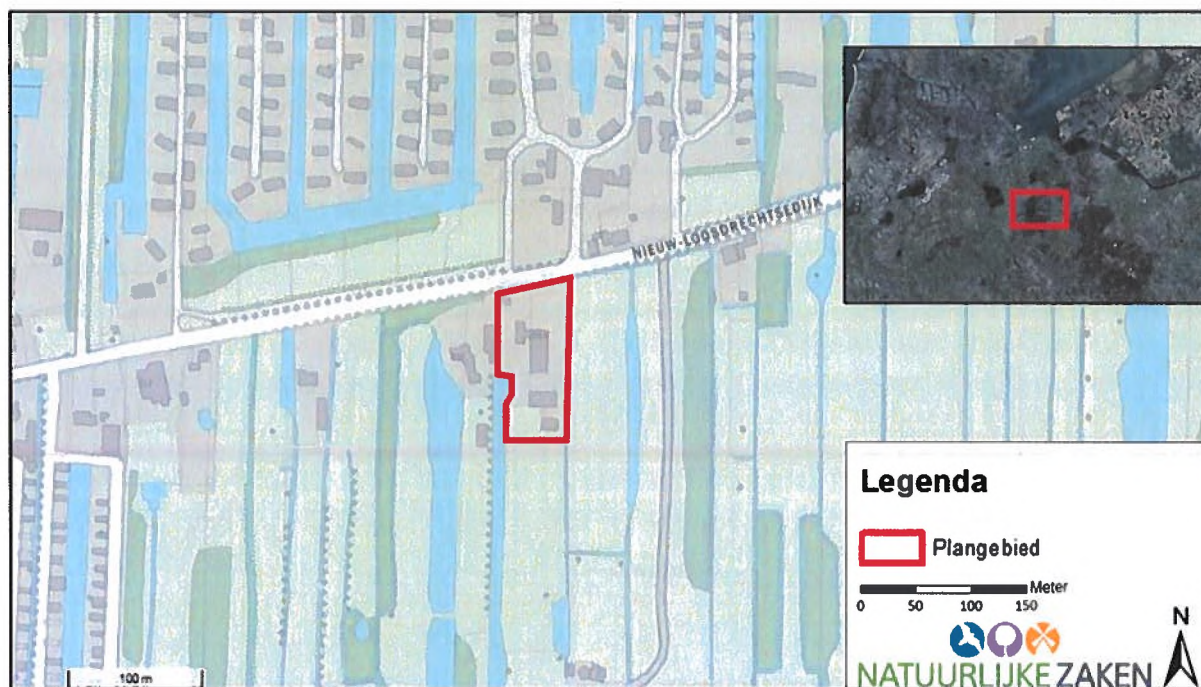 NIEUW-LOOSDRECHTSEDIJK
Legenda
Plangebied
Meter
0 50 100 150
N
NATUURLIJKE ZAKEN
100 m